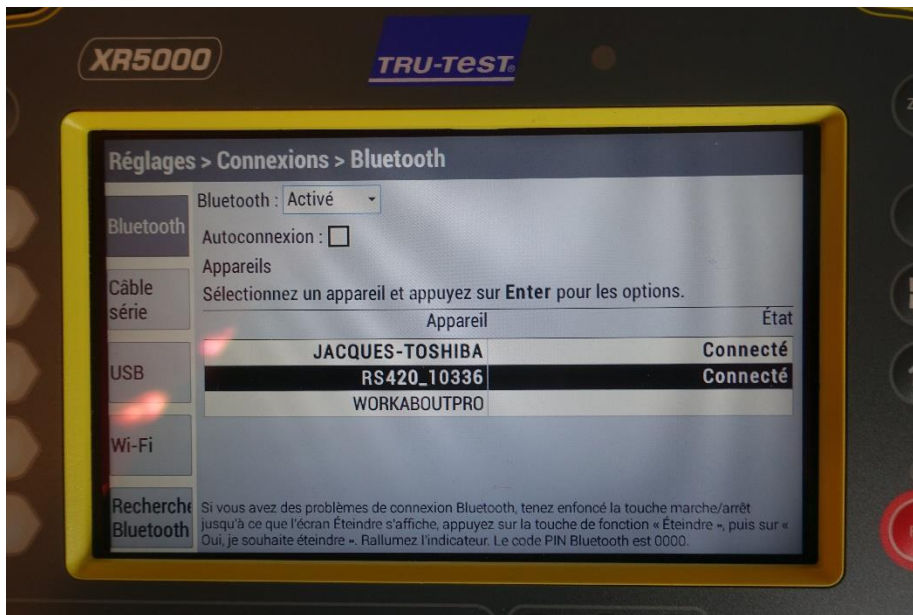 XR5000
TRU-TEST®
Réglages > Connexions > Bluetooth
Bluetooth
Câble
série
USB
Wi-Fi
Recherche
Bluetooth
Bluetooth : Activé
Autoconnexion :
Appareils
Sélectionnez un appareil et appuyez sur Enter pour les options.
Appareil État
JACQUES-TOSHIBA Connecté
RS420_10336 Connecté
WORKABOUTPRO
Si vous avez des problèmes de connexion Bluetooth, tenez enfoncé la touche marche/arrêt
jusqu'à ce que l'écran Éteindre s'affiche, appuyez sur la touche de fonction « Éteindre », puis sur «
Oui, je souhaite éteindre ». Rallumez l'indicateur. Le code PIN Bluetooth est 0000.